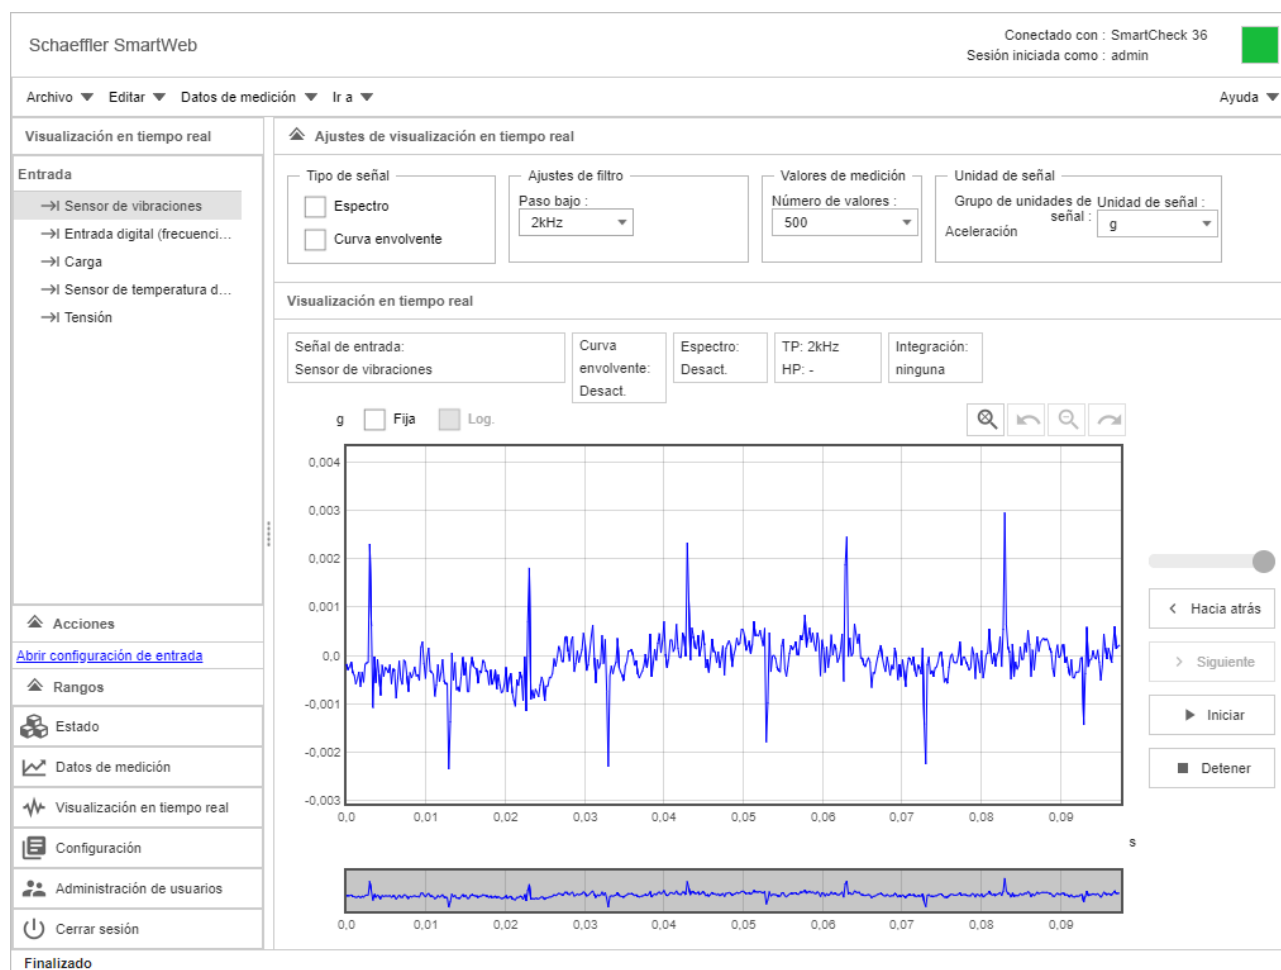 Schaeffler SmartWeb
Conectado con : SmartCheck 36
Sesión iniciada como : admin
Archivo Editar Datos de medición Ir a Ayuda
Visualización en tiempo real
Entrada
Sensor de vibraciones
Entrada digital (frecuenci...
Carga
Sensor de temperatura d...
Tensión
Acciones
Abrir configuración de entrada
Rangos
Estado
Datos de medición
Visualización en tiempo real
Configuración
Administración de usuarios
Cerrar sesión
Ajustes de visualización en tiempo real
Tipo de señal
Espectro
Curva envolvente
Ajustes de filtro
Paso bajo :
2kHz
Valores de medición
Número de valores :
500
Unidad de señal
Grupo de unidades de señal :
Aceleración
Unidad de señal :
g
Visualización en tiempo real
Señal de entrada:
Sensor de vibraciones
Curva
envolvente:
Desact.
Espectro:
Desact.
TP: 2kHz
HP: -
Integración:
ninguna
g Fija Log.
0,004
0,003
0,002
0,001
0,0
-0,001
-0,002
-0,003
0,0 0,01 0,02 0,03 0,04 0,05 0,06 0,07 0,08 0,09
s
0,0 0,01 0,02 0,03 0,04 0,05 0,06 0,07 0,08 0,09
Hacia atrás
Siguiente
Iniciar
Detener
Finalizado